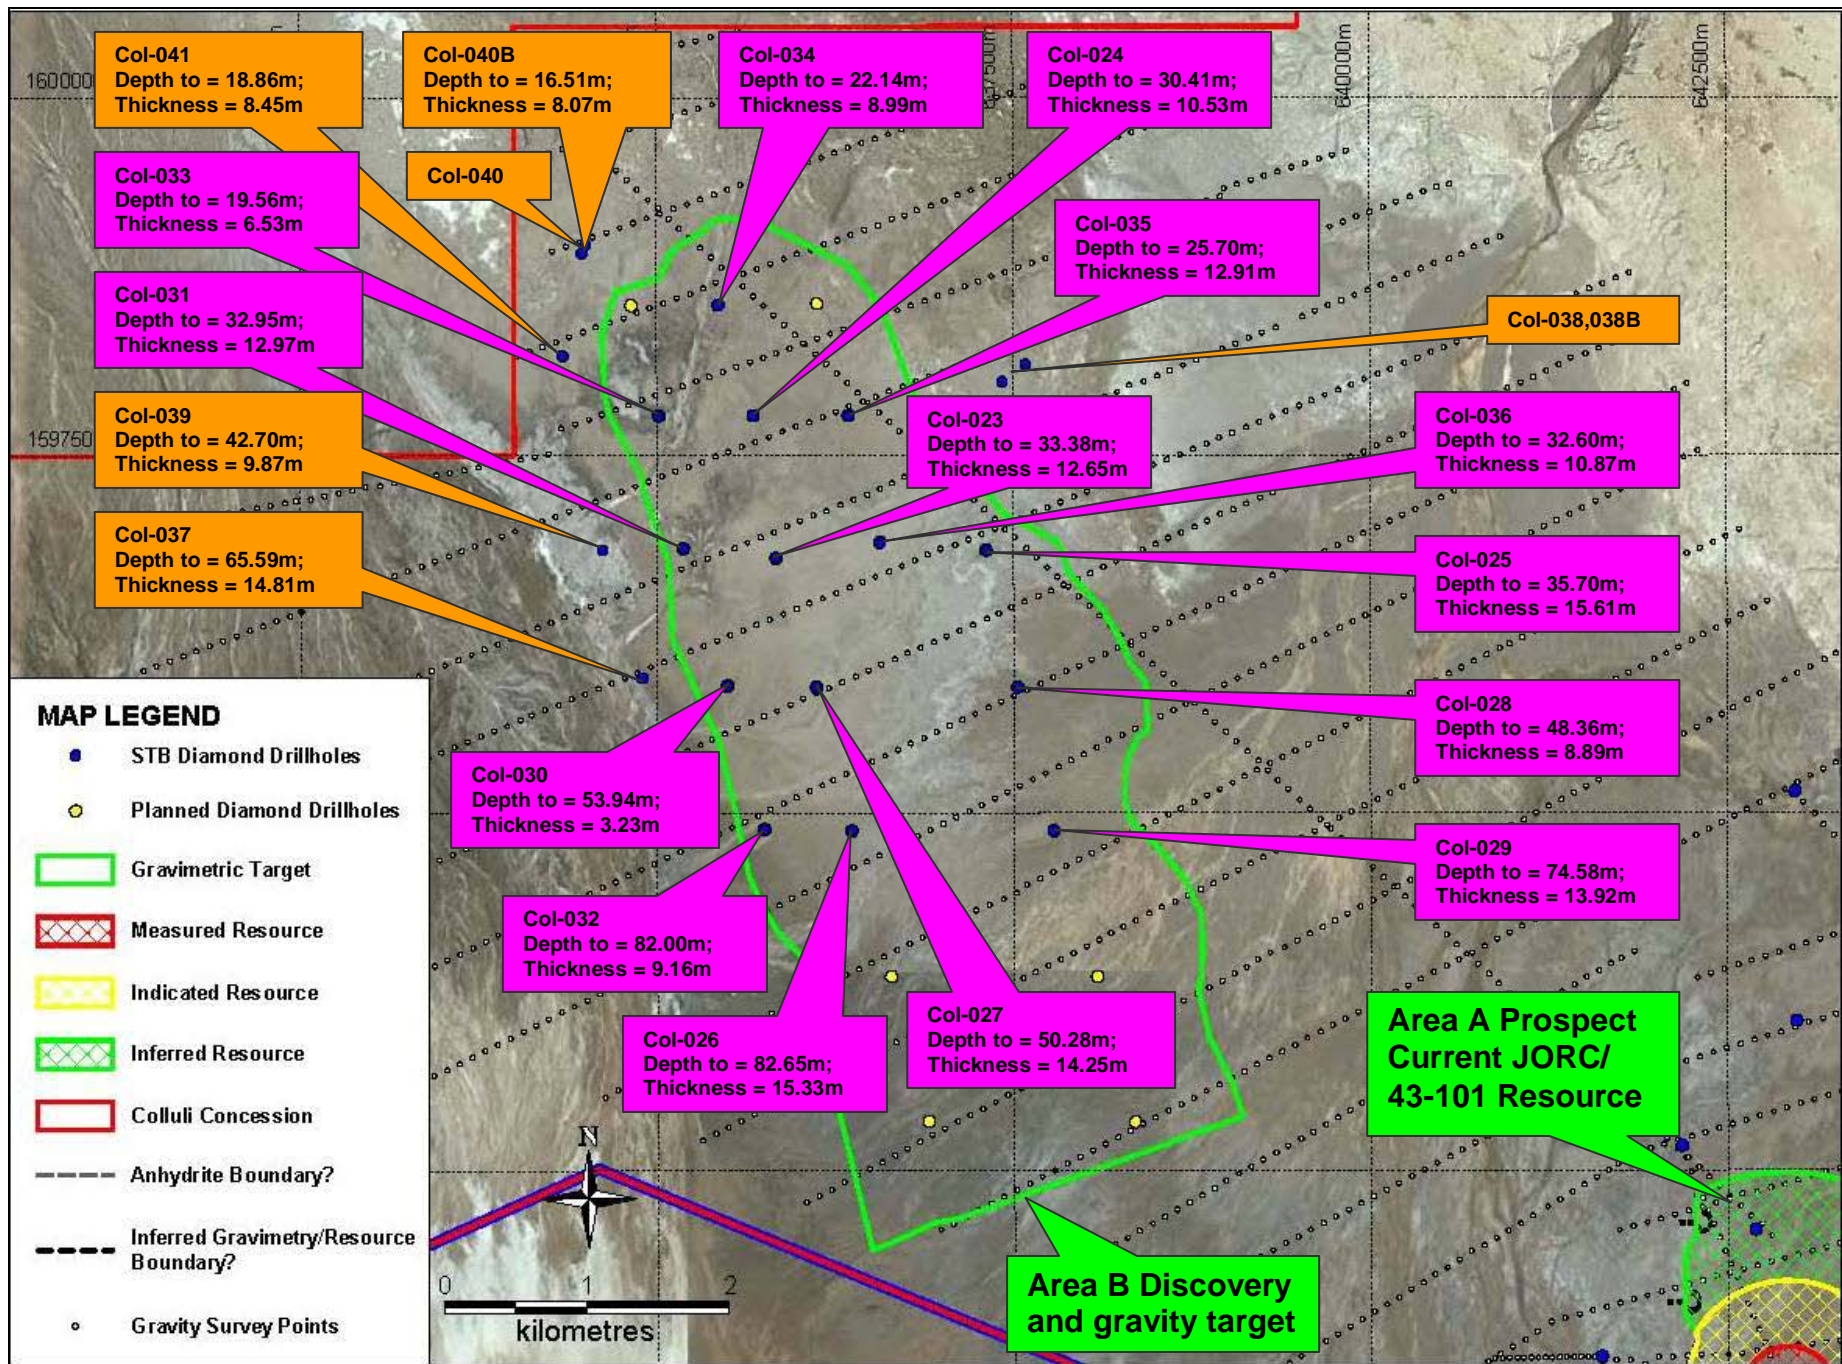 Col-041
Depth to = 18.86m;
Thickness = 8.45m
Col-040B
Depth to = 16.51m;
Thickness = 8.07m
Col-034
Depth to = 22.14m;
Thickness = 8.99m
Col-024
Depth to = 30.41m;
Thickness = 10.53m
640000m
642500m
Col-033
Depth to = 19.56m;
Thickness = 6.53m
Col-040
Col-035
Depth to = 25.70m;
Thickness = 12.91m
Col-031
Depth to = 32.95m;
Thickness = 12.97m
Col-038,038B
Col-039
Depth to = 42.70m;
Thickness = 9.87m
Col-023
Depth to = 33.38m;
Thickness = 12.65m
Col-036
Depth to = 32.60m;
Thickness = 10.87m
Col-037
Depth to = 65.59m;
Thickness = 14.81m
Col-025
Depth to = 35.70m;
Thickness = 15.61m
Col-028
Depth to = 48.36m;
Thickness = 8.89m
Col-030
Depth to = 53.94m;
Thickness = 3.23m
Col-029
Depth to = 74.58m;
Thickness = 13.92m
Col-032
Depth to = 82.00m;
Thickness = 9.16m
Col-026
Depth to = 82.65m;
Thickness = 15.33m
Col-027
Depth to = 50.28m;
Thickness = 14.25m
Area A Prospect
Current JORC/
43-101 Resource
Area B Discovery
and gravity target
MAP LEGEND
STB Diamond Drillholes
Planned Diamond Drillholes
Gravimetric Target
Measured Resource
Indicated Resource
Inferred Resource
Colluli Concession
Anhydrite Boundary?
Inferred Gravimetry/Resource
Boundary?
Gravity Survey Points
N
0 1 2
kilometres